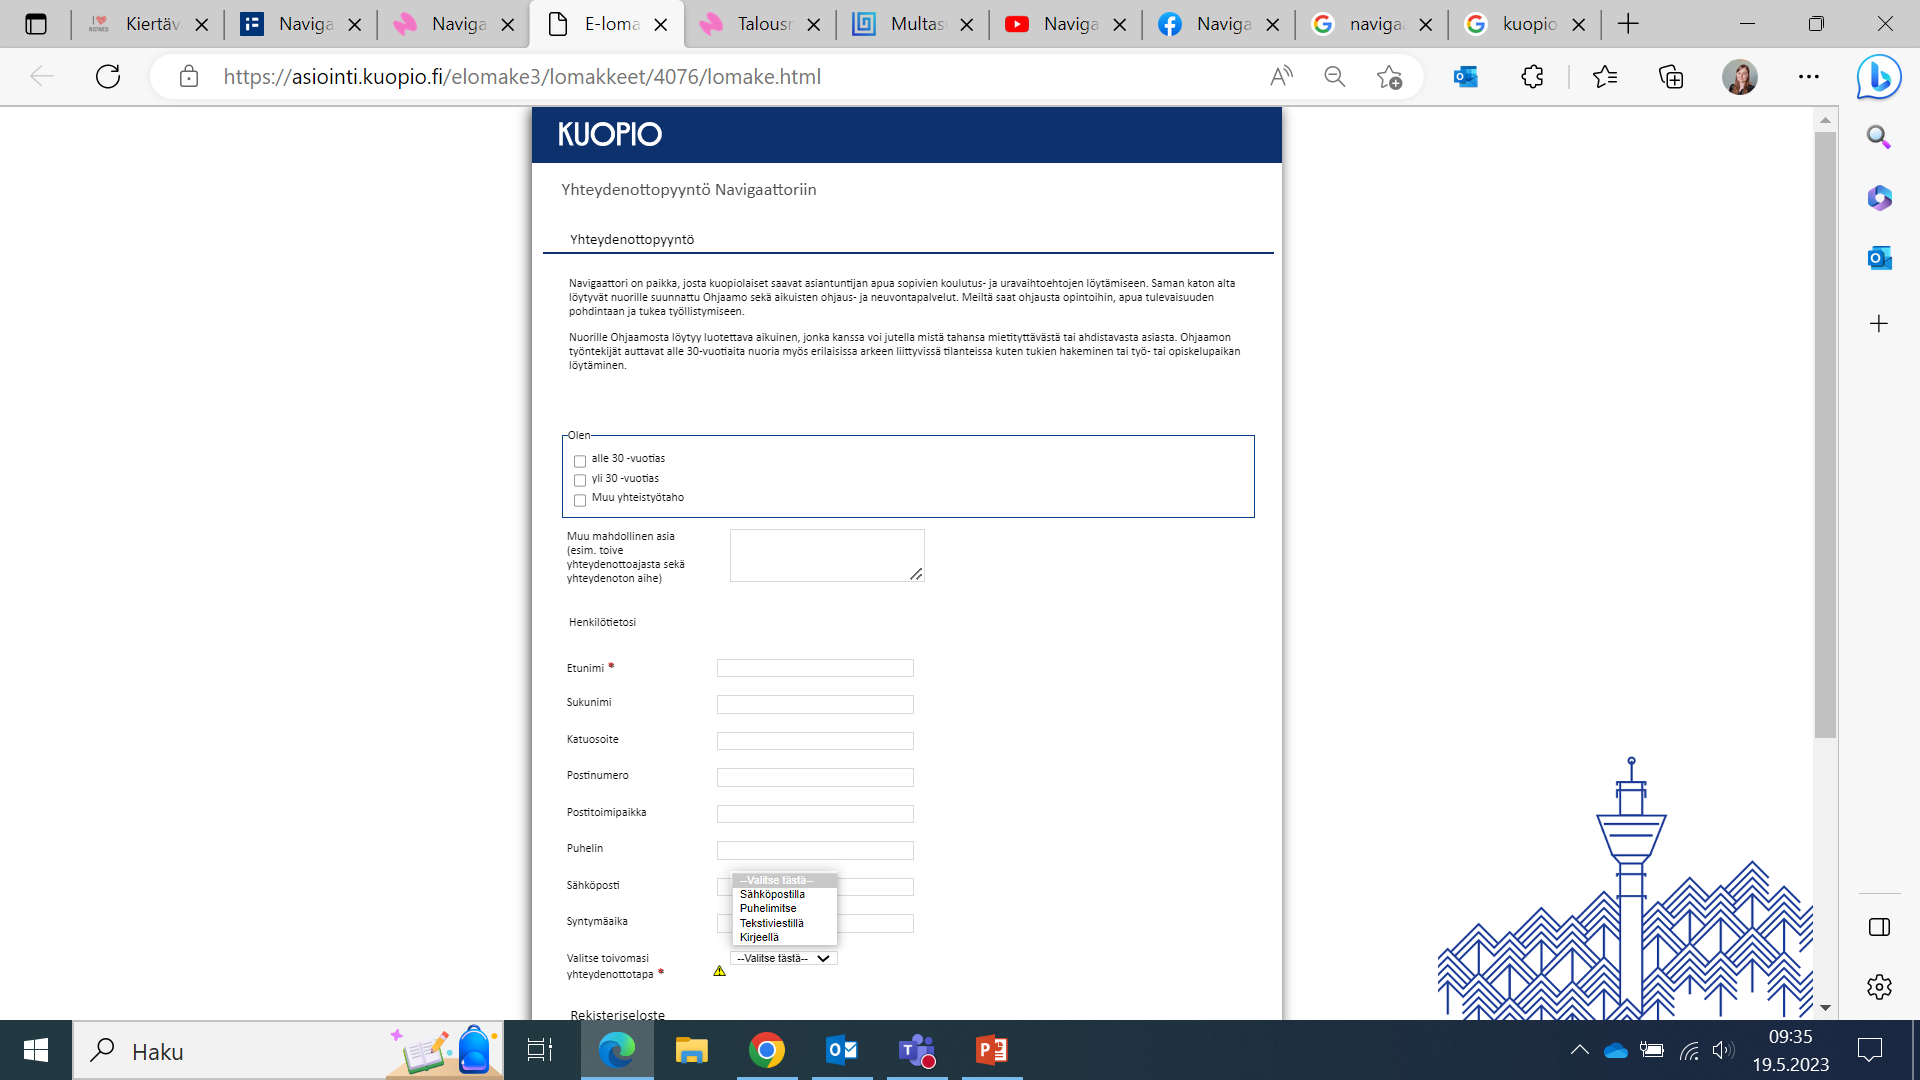 Kiertäv
Naviga
Naviga
E-loma
Talousn
Multas
Naviga
Naviga
naviga
kuopio
https://asiointi.kuopio.fi/elomake3/lomakkeet/4076/lomake.html
KUOPIO
Yhteydenottopyyntö Navigaattoriin
Yhteydenottopyyntö
Navigaattori on paikka, josta kuopiolaiset saavat asiantuntijan apua sopivien koulutus- ja uravaihtoehtojen löytämiseen. Saman katon alta
löytyvät nuorille suunnattu Ohjaamo sekä aikuisten ohjaus- ja neuvontapalvelut. Meiltä saat ohjausta opintoihin, apua tulevaisuuden
pohdintaan ja tukea työllistymiseen.
Nuorille Ohjaamosta löytyy luotettava aikuinen, jonka kanssa voi jutella mistä tahansa mietityttävästä tai ahdistavasta asiasta. Ohjaamon
työntekijät auttavat alle 30-vuotiaita nuoria myös erilaisissa arkeen liittyvissä tilanteissa kuten tukien hakeminen tai työ- tai opiskelupaikan
löytäminen.
Olen
alle 30 -vuotias
yli 30 -vuotias
Muu yhteistyötaho
Muu mahdollinen asia
(esim. toive
yhteydenottoajasta sekä
yhteydenoton aihe)
Henkilötietosi
Etunimi *
Sukunimi
Katuosoite
Postinumero
Postitoimipaikka
Puhelin
Sähköposti
Syntymäaika
--Valitse tästä--
Sähköpostilla
Puhelimitse
Tekstiviestillä
Kirjeellä
Valitse toivomasi
yhteydenottotapa *
--Valitse tästä--
Rekisteriseloste
Haku
09:35
19.5.2023